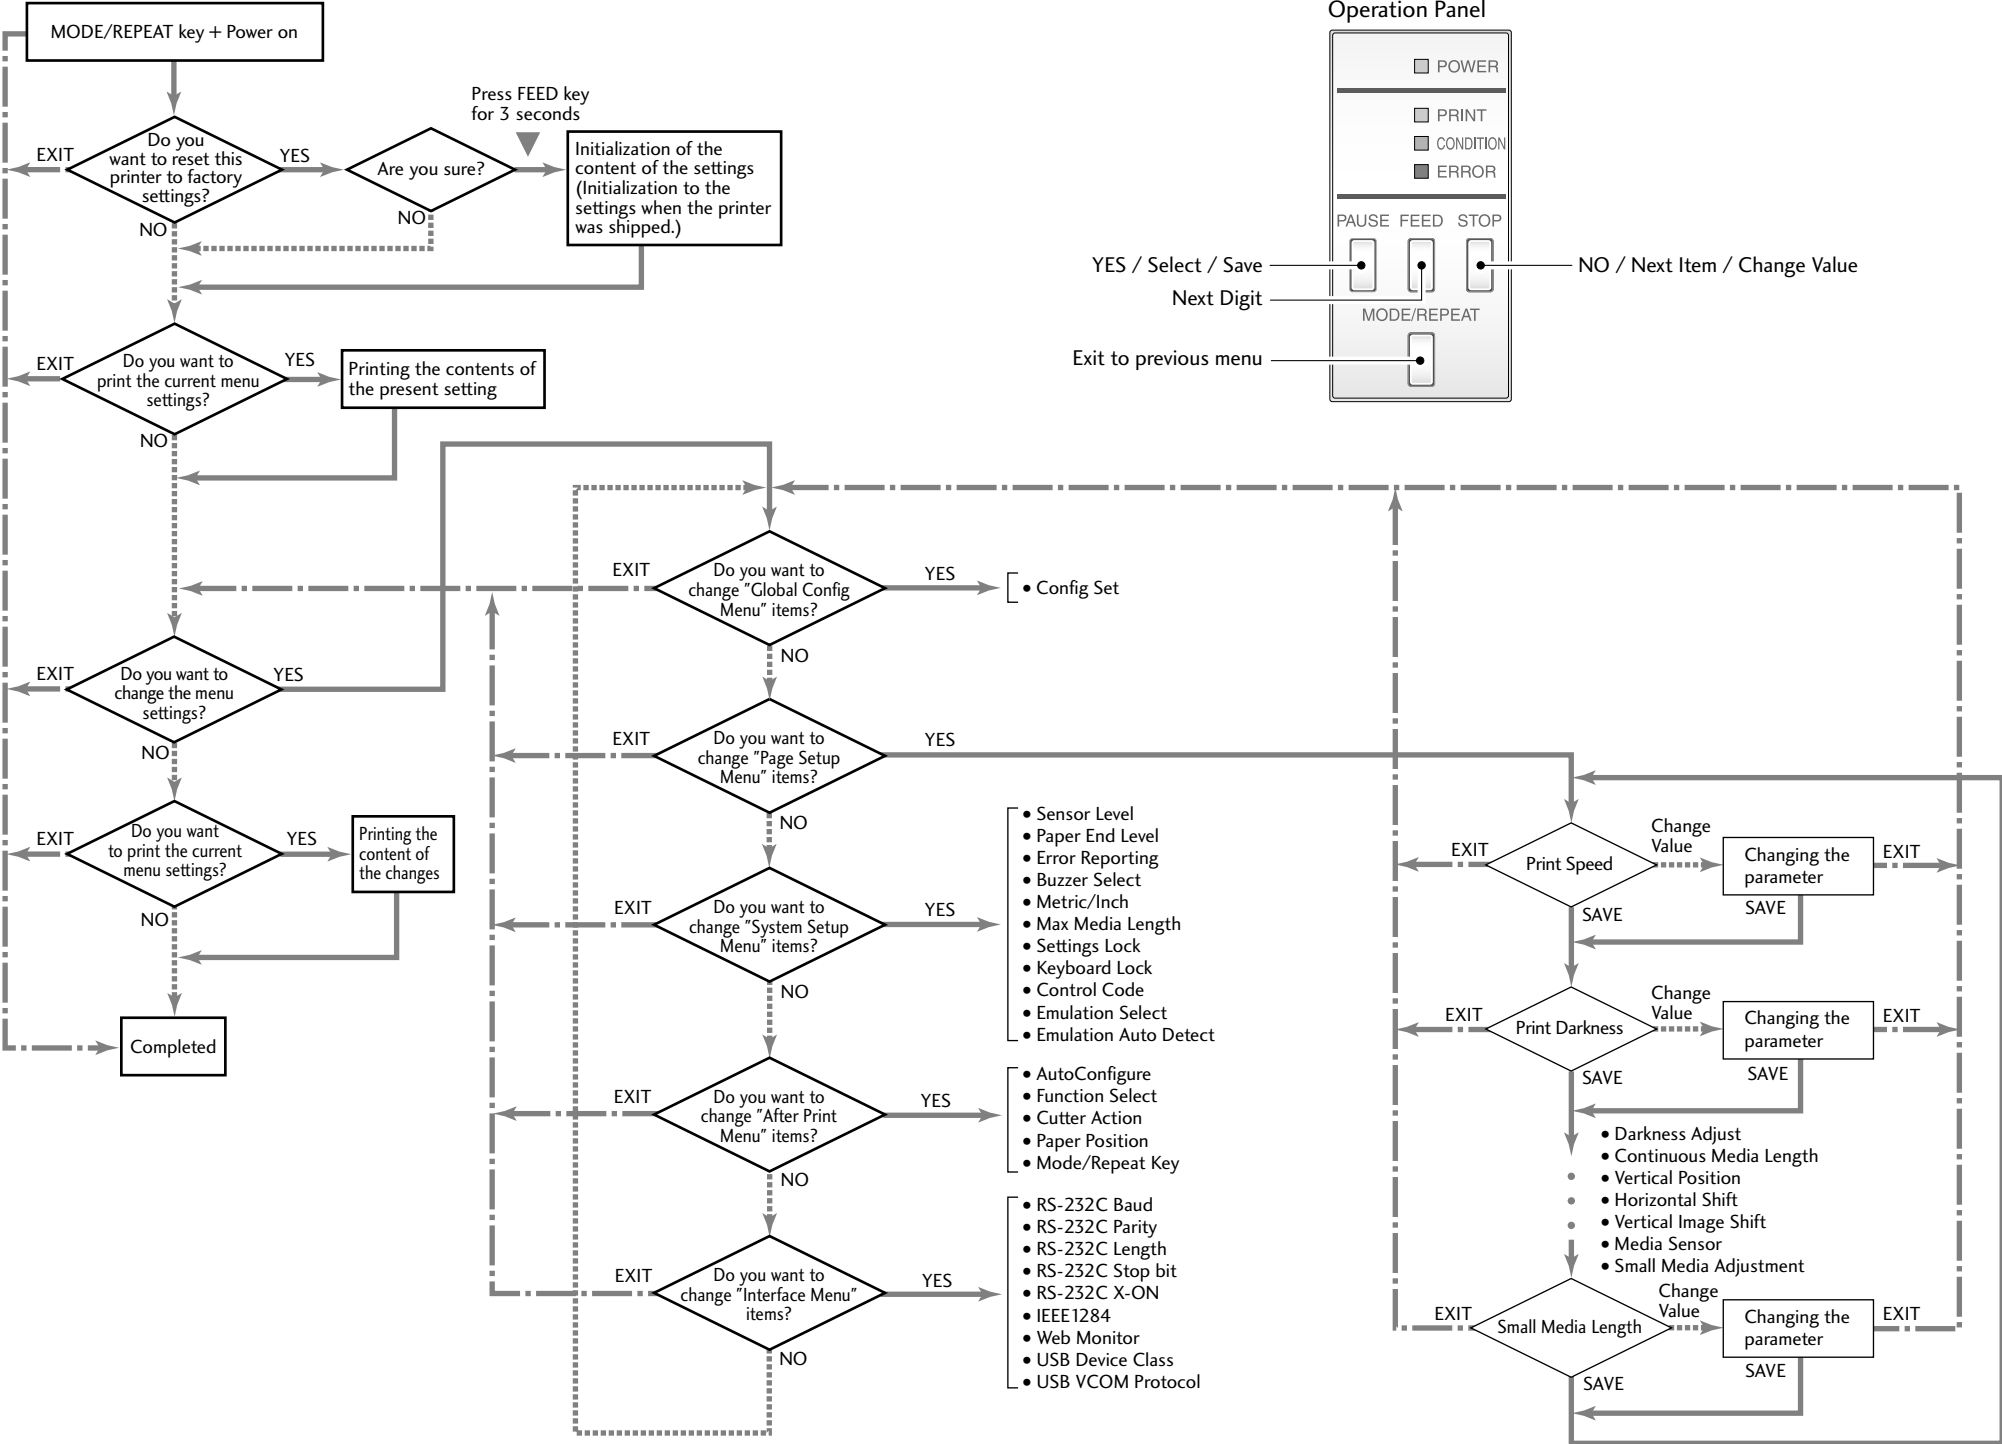 Operation Panel
POWER
PRINT
CONDITION
ERROR
PAUSE FEED STOP
YES / Select / Save
NO / Next Item / Change Value
Next Digit
MODE/REPEAT
Exit to previous menu
MODE/REPEAT key + Power on
Do you
want to reset this
printer to factory
settings?
EXIT
YES
NO
Are you sure?
NO
Press FEED key
for 3 seconds
Initialization of the
content of the settings
(Initialization to the
settings when the printer
was shipped.)
Do you want to
print the current menu
settings?
EXIT
YES
NO
Printing the contents of
the present setting
Do you want to
change the menu
settings?
EXIT
YES
NO
Do you want
to print the current
menu settings?
EXIT
YES
NO
Printing the
content of
the changes
Completed
Do you want to
change "Global Config
Menu" items?
EXIT
YES
NO
• Config Set
Do you want to
change "Page Setup
Menu" items?
EXIT
YES
NO
Do you want to
change "System Setup
Menu" items?
EXIT
YES
NO
• Sensor Level
• Paper End Level
• Error Reporting
• Buzzer Select
• Metric/Inch
• Max Media Length
• Settings Lock
• Keyboard Lock
• Control Code
• Emulation Select
• Emulation Auto Detect
Do you want to
change "After Print
Menu" items?
EXIT
YES
NO
• AutoConfigure
• Function Select
• Cutter Action
• Paper Position
• Mode/Repeat Key
Do you want to
change "Interface Menu"
items?
EXIT
YES
NO
• RS-232C Baud
• RS-232C Parity
• RS-232C Length
• RS-232C Stop bit
• RS-232C X-ON
• IEEE1284
• Web Monitor
• USB Device Class
• USB VCOM Protocol
Print Speed
EXIT
Change
Value
Changing the
parameter
EXIT
SAVE
SAVE
Print Darkness
EXIT
Change
Value
Changing the
parameter
EXIT
SAVE
SAVE
• Darkness Adjust
• Continuous Media Length
• Vertical Position
• Horizontal Shift
• Vertical Image Shift
• Media Sensor
• Small Media Adjustment
Small Media Length
EXIT
Change
Value
Changing the
parameter
EXIT
SAVE
SAVE